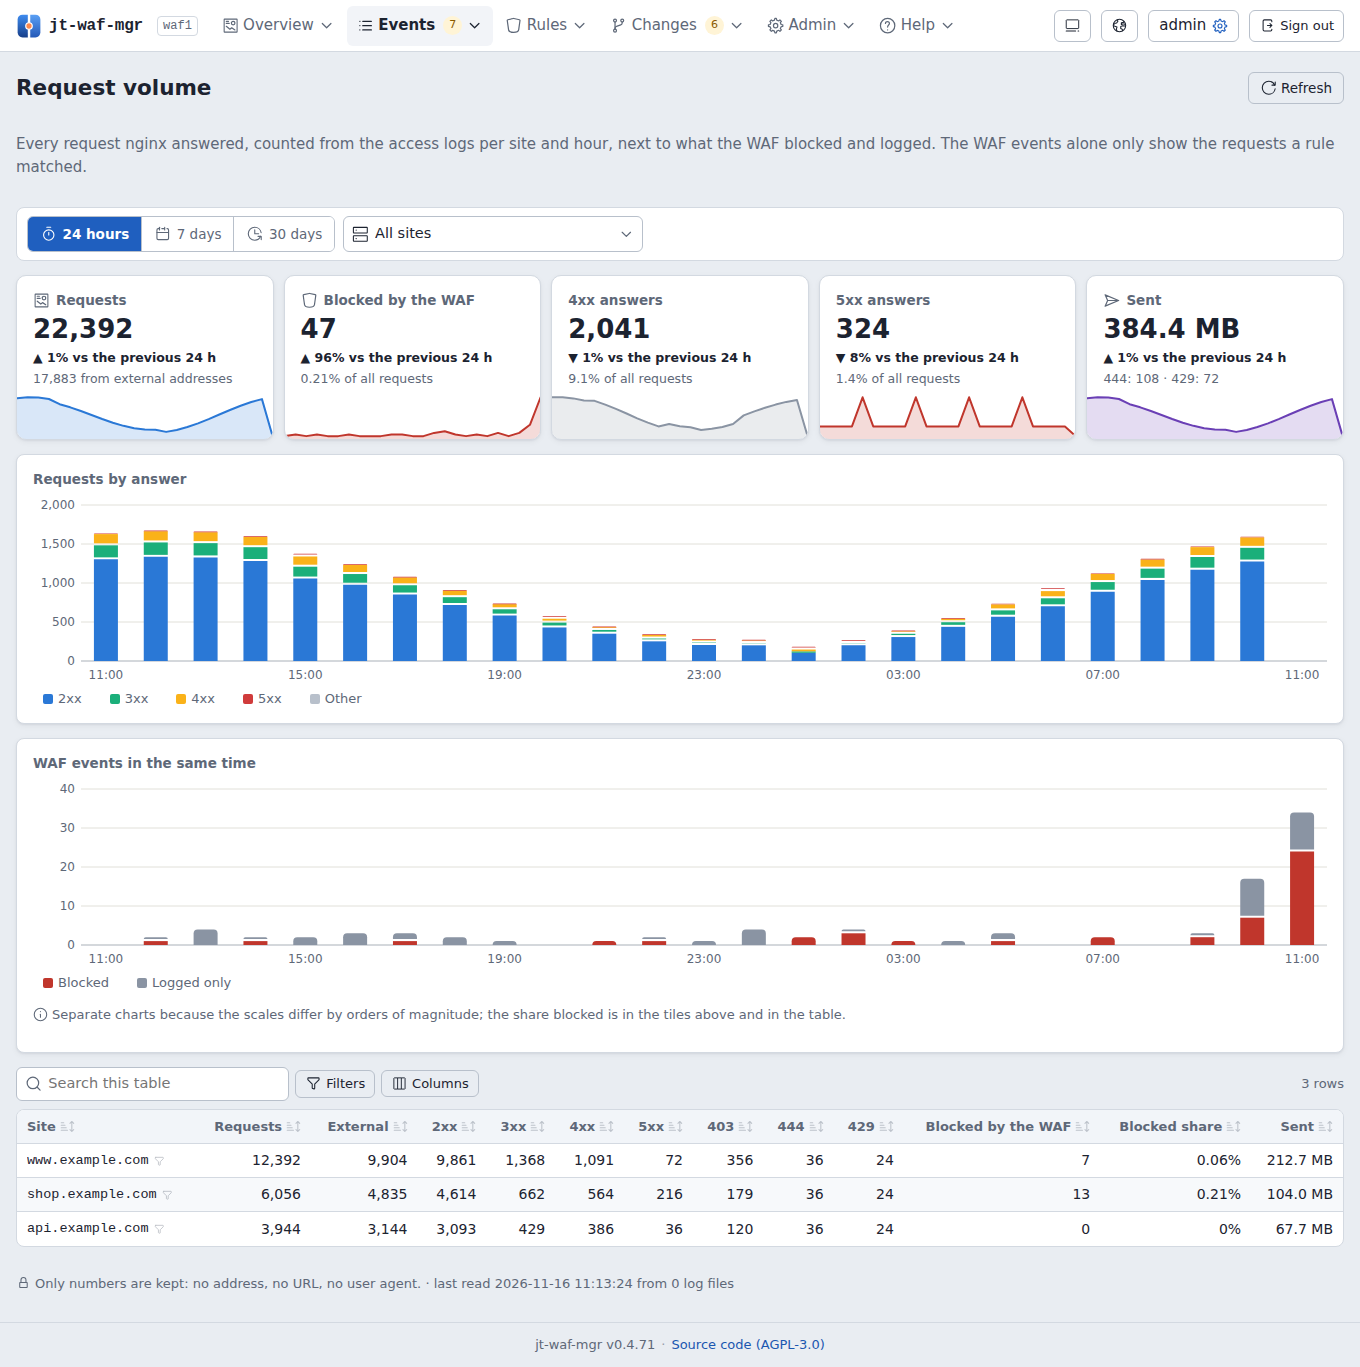 jt-waf-mgr waf1 Overview Events 7 Rules Changes 6 Admin Help admin Sign out
Request volume
Refresh
Every request nginx answered, counted from the access logs per site and hour, next to what the WAF blocked and logged. The WAF events alone only show the requests a rule
matched.
24 hours 7 days 30 days All sites
Requests
22,392
▲ 1% vs the previous 24 h
17,883 from external addresses
Blocked by the WAF
47
▲ 96% vs the previous 24 h
0.21% of all requests
4xx answers
2,041
▼ 1% vs the previous 24 h
9.1% of all requests
5xx answers
324
▼ 8% vs the previous 24 h
1.4% of all requests
Sent
384.4 MB
▲ 1% vs the previous 24 h
444: 108 · 429: 72
Requests by answer
2,000
1,500
1,000
500
0
11:00 15:00 19:00 23:00 03:00 07:00 11:00
2xx 3xx 4xx 5xx Other
WAF events in the same time
40
30
20
10
0
11:00 15:00 19:00 23:00 03:00 07:00 11:00
Blocked Logged only
Separate charts because the scales differ by orders of magnitude; the share blocked is in the tiles above and in the table.
Search this table Filters Columns 3 rows
Site Requests External 2xx 3xx 4xx 5xx 403 444 429 Blocked by the WAF Blocked share Sent
www.example.com 12,392 9,904 9,861 1,368 1,091 72 356 36 24 7 0.06% 212.7 MB
shop.example.com 6,056 4,835 4,614 662 564 216 179 36 24 13 0.21% 104.0 MB
api.example.com 3,944 3,144 3,093 429 386 36 120 36 24 0 0% 67.7 MB
Only numbers are kept: no address, no URL, no user agent. · last read 2026-11-16 11:13:24 from 0 log files
jt-waf-mgr v0.4.71 · Source code (AGPL-3.0)